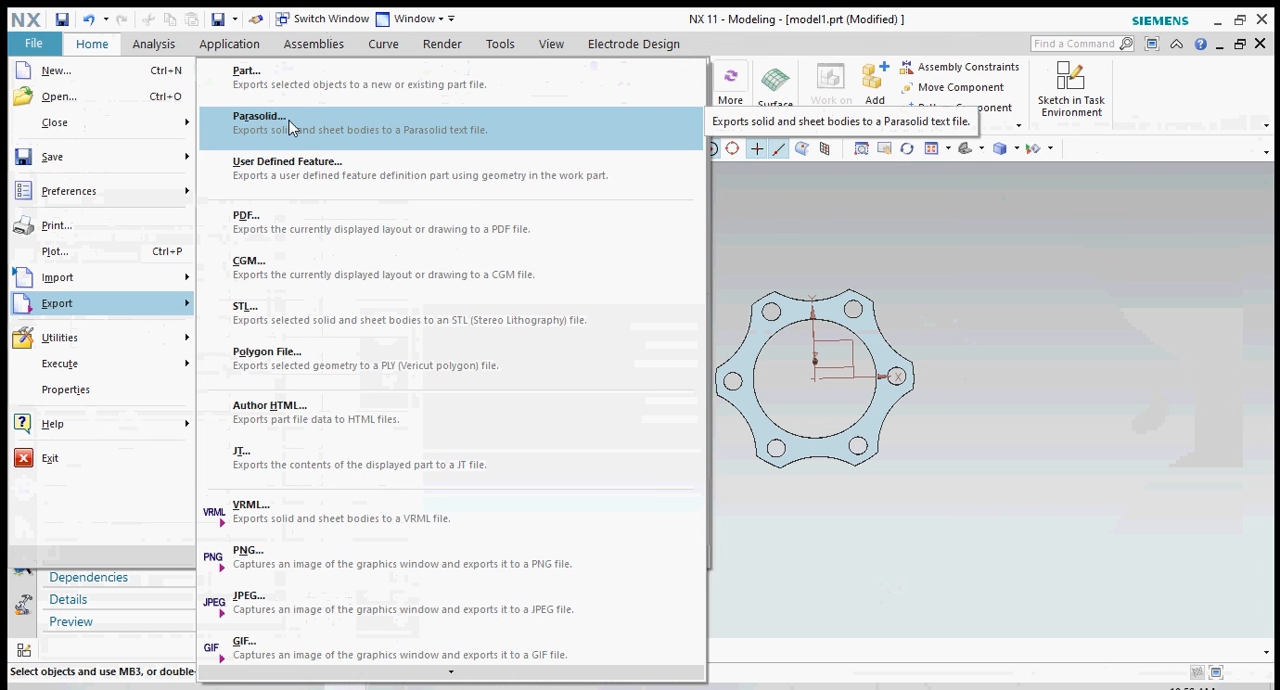 NX Switch Window Window NX 11 - Modeling - [model1.prt (Modified) ] SIEMENS
File Home Analysis Application Assemblies Curve Render Tools View Electrode Design Find a Command
New... Ctrl+N
Open... Ctrl+O
Close
Save
Preferences
Print...
Plot... Ctrl+P
Import
Export
Utilities
Execute
Properties
Help
Exit
Part...
Exports selected objects to a new or existing part file.
Parasolid...
Exports solid and sheet bodies to a Parasolid text file.
User Defined Feature...
Exports a user defined feature definition part using geometry in the work part.
PDF...
Exports the currently displayed layout or drawing to a PDF file.
CGM...
Exports the currently displayed layout or drawing to a CGM file.
STL...
Exports selected solid and sheet bodies to an STL (Stereo Lithography) file.
Polygon File...
Exports selected geometry to a PLY (Vericut polygon) file.
Author HTML...
Exports part file data to HTML files.
JT...
Exports the contents of the displayed part to a JT file.
VRML VRML...
Exports solid and sheet bodies to a VRML file.
PNG PNG...
Captures an image of the graphics window and exports it to a PNG file.
JPEG JPEG...
Captures an image of the graphics window and exports it to a JPEG file.
GIF GIF...
Captures an image of the graphics window and exports it to a GIF file.
More Surface Work on Add
Assembly Constraints
Move Component
Component
Sketch in Task
Environment
Exports solid and sheet bodies to a Parasolid text file.
Y
X
Dependencies
Details
Preview
Select objects and use MB3, or double-